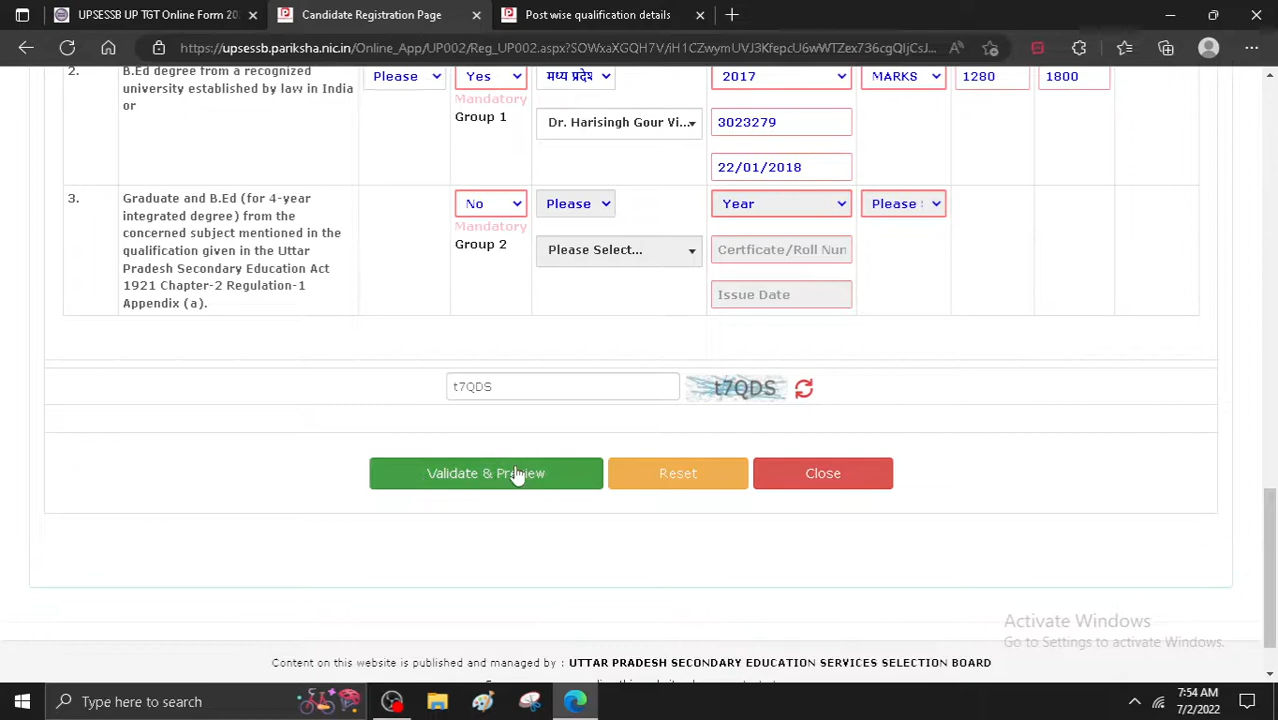 UPSESSB UP TGT Online Form 20
Candidate Registration Page
Post wise qualification details
https://upsessb.pariksha.nic.in/Online_App/UP002/Reg_UP002.aspx?SOWxaXGQH7V/iH1CZwymUVJ3KfepcU6wWTZex736cgQIjCsJ...
2.
B.Ed degree from a recognized
university established by law in India
or
Please
Yes
Mandatory
Group 1
मध्य प्रदेश
Dr. Harisingh Gour Vi...
2017
3023279
22/01/2018
MARKS
1280
1800
3.
Graduate and B.Ed (for 4-year
integrated degree) from the
concerned subject mentioned in the
qualification given in the Uttar
Pradesh Secondary Education Act
1921 Chapter-2 Regulation-1
Appendix (a).
No
Mandatory
Group 2
Please
Please Select...
Year
Certficate/Roll Num
Issue Date
Please
t7QDS
t7QDS
Validate & Preview
Reset
Close
Activate Windows
Go to Settings to activate Windows.
Content on this website is published and managed by : UTTAR PRADESH SECONDARY EDUCATION SERVICES SELECTION BOARD
Type here to search
7:54 AM
7/2/2022